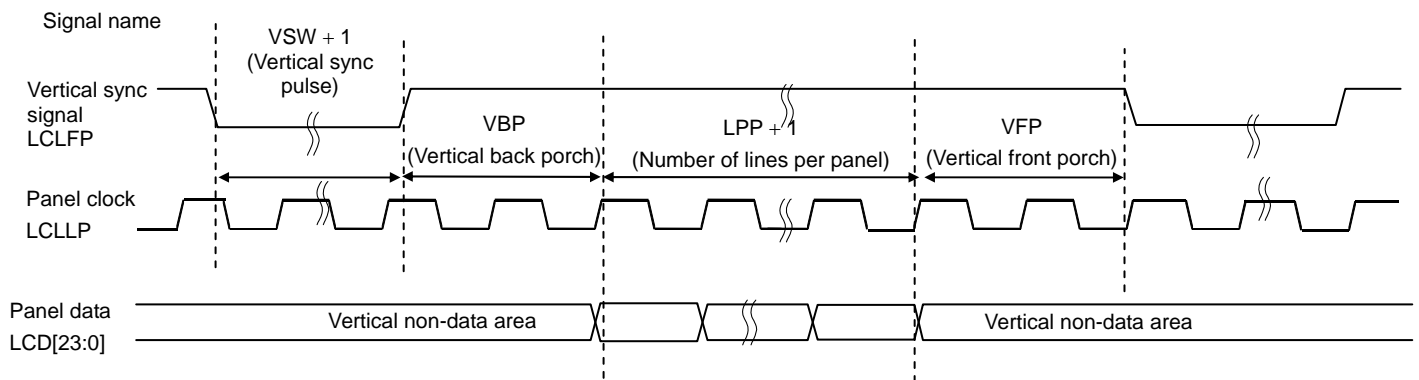 Signal name
VSW + 1
(Vertical sync
pulse)
Vertical sync
signal
LCLFP
VBP
(Vertical back porch)
LPP + 1
(Number of lines per panel)
VFP
(Vertical front porch)
Panel clock
LCLLP
Panel data
LCD[23:0]
Vertical non-data area
Vertical non-data area